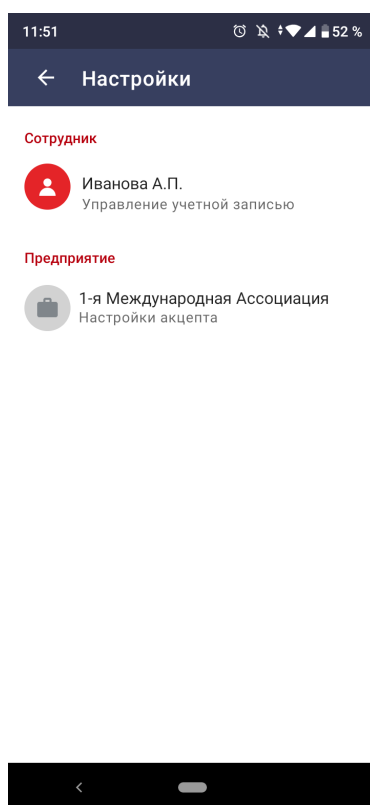 11:51
52 %
Настройки
Сотрудник
Иванова А.П.
Управление учетной записью
Предприятие
1-я Международная Ассоциация
Настройки акцепта